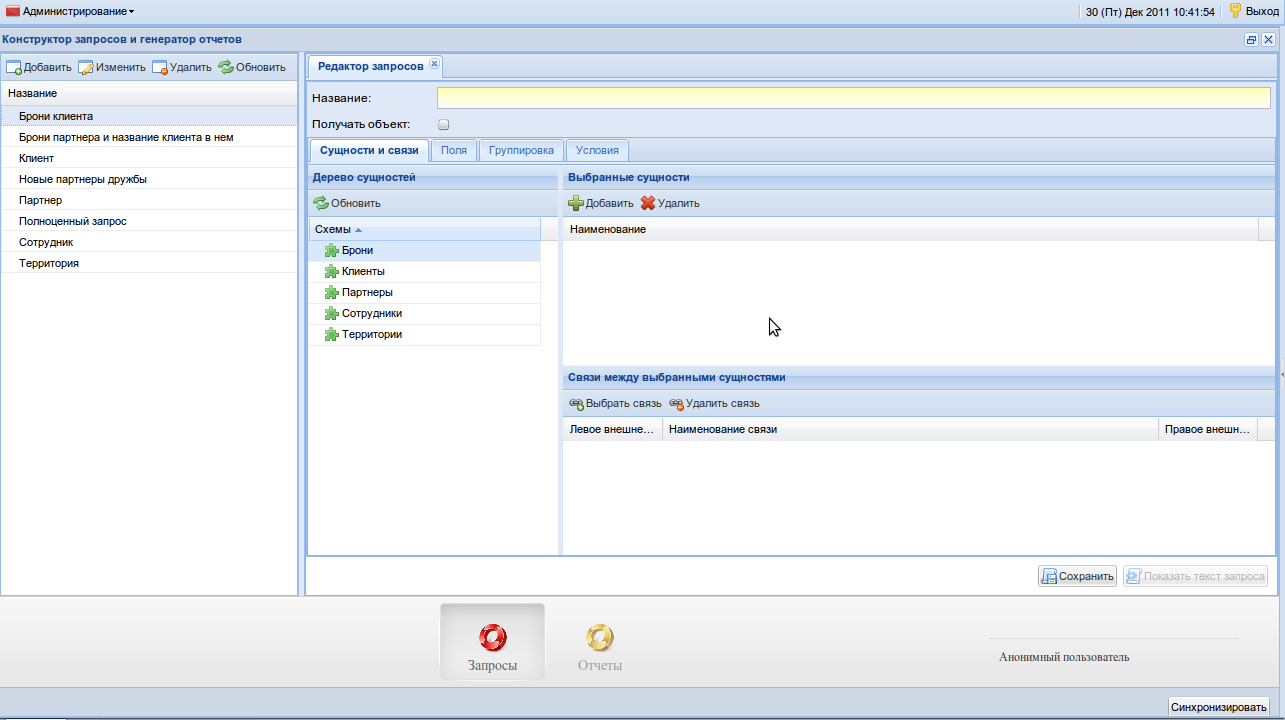 Администрирование 30 (Пт) Дек 2011 10:41:54 Выход
Конструктор запросов и генератор отчетов
Добавить Изменить Удалить Обновить
Название
Брони клиента
Брони партнера и название клиента в нем
Клиент
Новые партнеры дружбы
Партнер
Полноценный запрос
Сотрудник
Территория
Редактор запросов
Название:
Получать объект:
Сущности и связи Поля Группировка Условия
Дерево сущностей
Обновить
Схемы
Брони
Клиенты
Партнеры
Сотрудники
Территории
Выбранные сущности
Добавить Удалить
Наименование
Связи между выбранными сущностями
Выбрать связь Удалить связь
Левое внешне... Наименование связи Правое внешн...
Сохранить Показать текст запроса
Запросы Отчеты
Анонимный пользователь
Синхронизировать